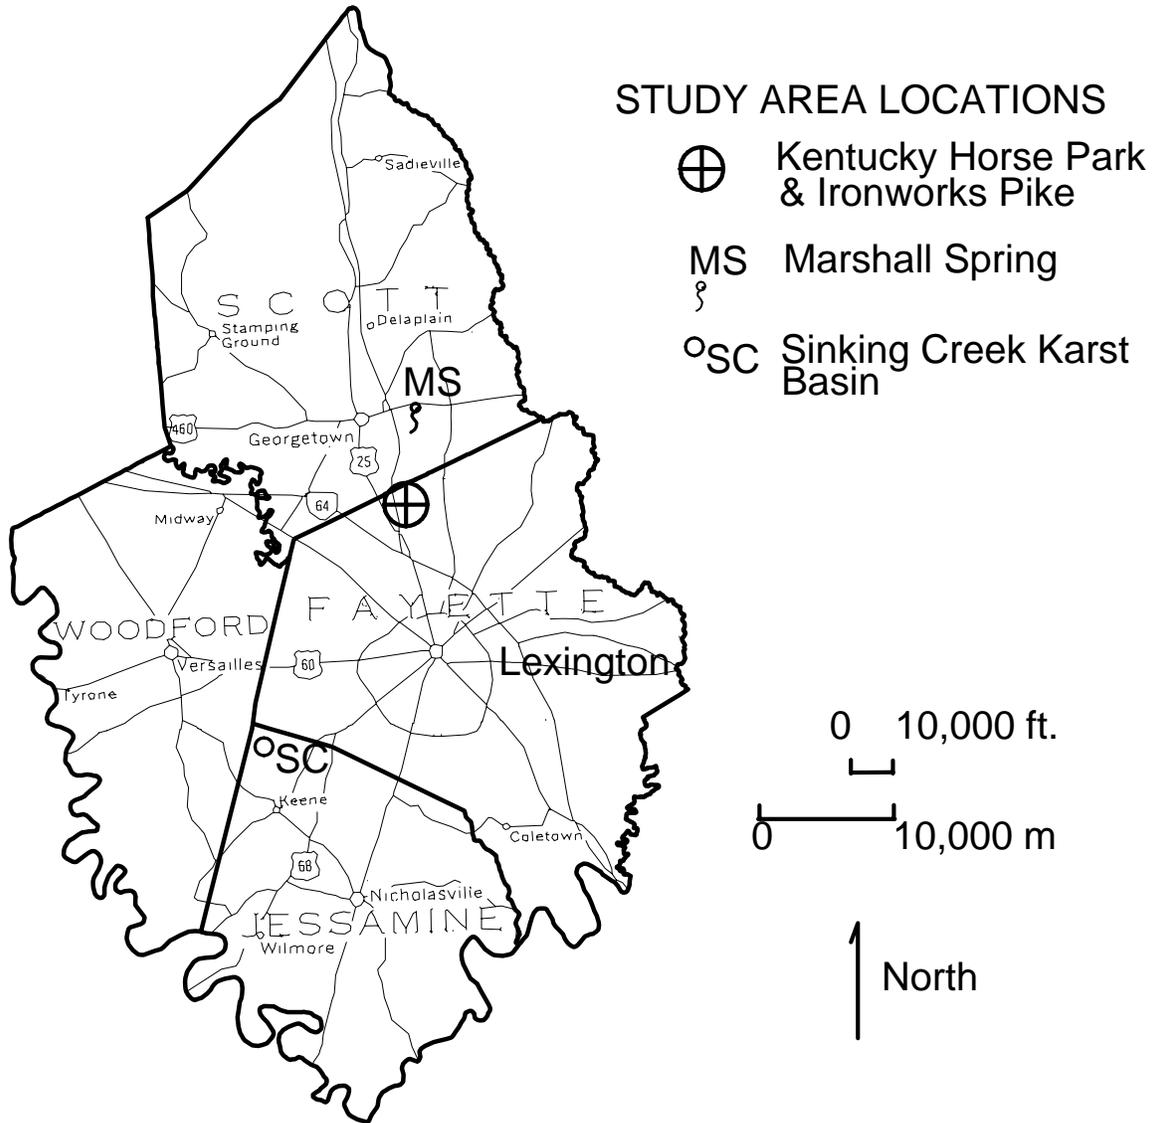 STUDY AREA LOCATIONS
Kentucky Horse Park
& Ironworks Pike
MS Marshall Spring
SC Sinking Creek Karst
Basin
Sadieville
SCOTT
Stamping
Ground
Delaplain
MS
460
Georgetown
25
64
Midway
FAYETTE
WOODFORD
Versailles
60
Lexington
Tyrone
0 10,000 ft.
SC
Keene
0 10,000 m
Coletown
68
Nicholasville
JESSAMINE
Wilmore
North